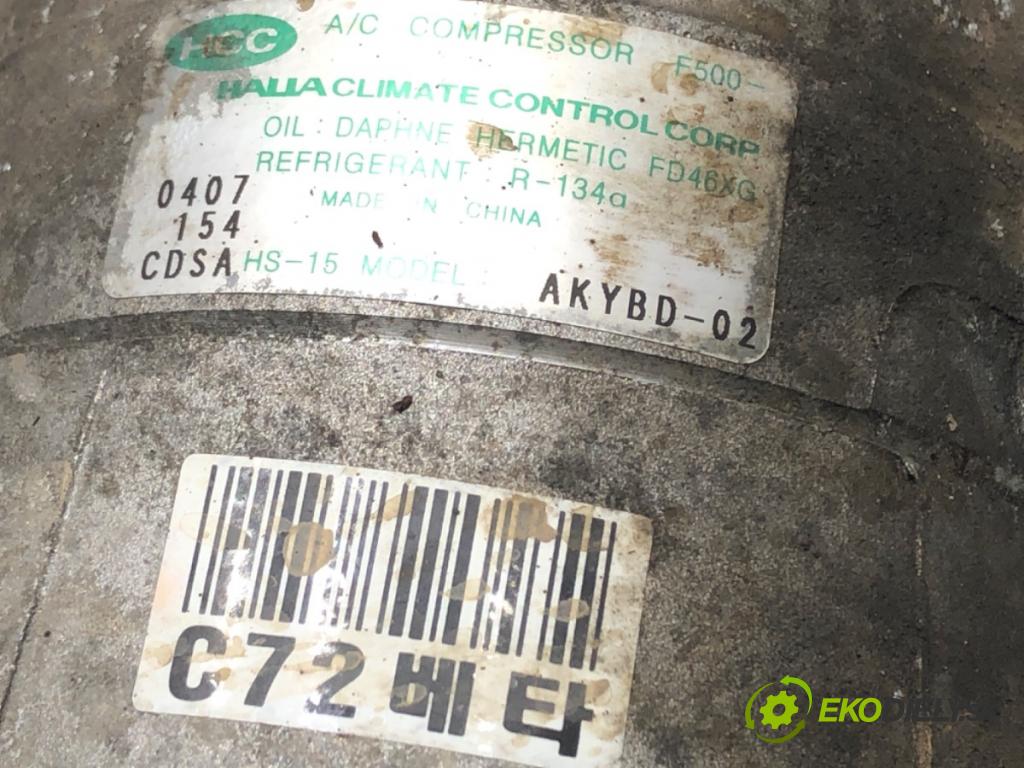 HCC A/C COMPRESSOR F500-
HALLA CLIMATE CONTROL CORP
OIL : DAPHNE HERMETIC FD46XG
REFRIGERANT : R-134a
0407 MADE IN CHINA
154
CDSA HS-15 MODEL : AKYBD-02
C72베타
EKO